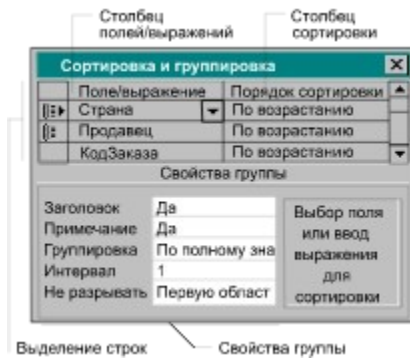 Столбец
полей/выражений
Столбец
сортировки
Сортировка и группировка
Поле/выражение Порядок сортировки
Страна По возрастанию
Продавец По возрастанию
КодЗаказа По возрастанию
Свойства группы
Заголовок Да
Примечание Да
Группировка По полному зна
Интервал 1
Не разрывать Первую област
Выбор поля
или ввод
выражения
для
сортировки
Выделение строк
Свойства группы